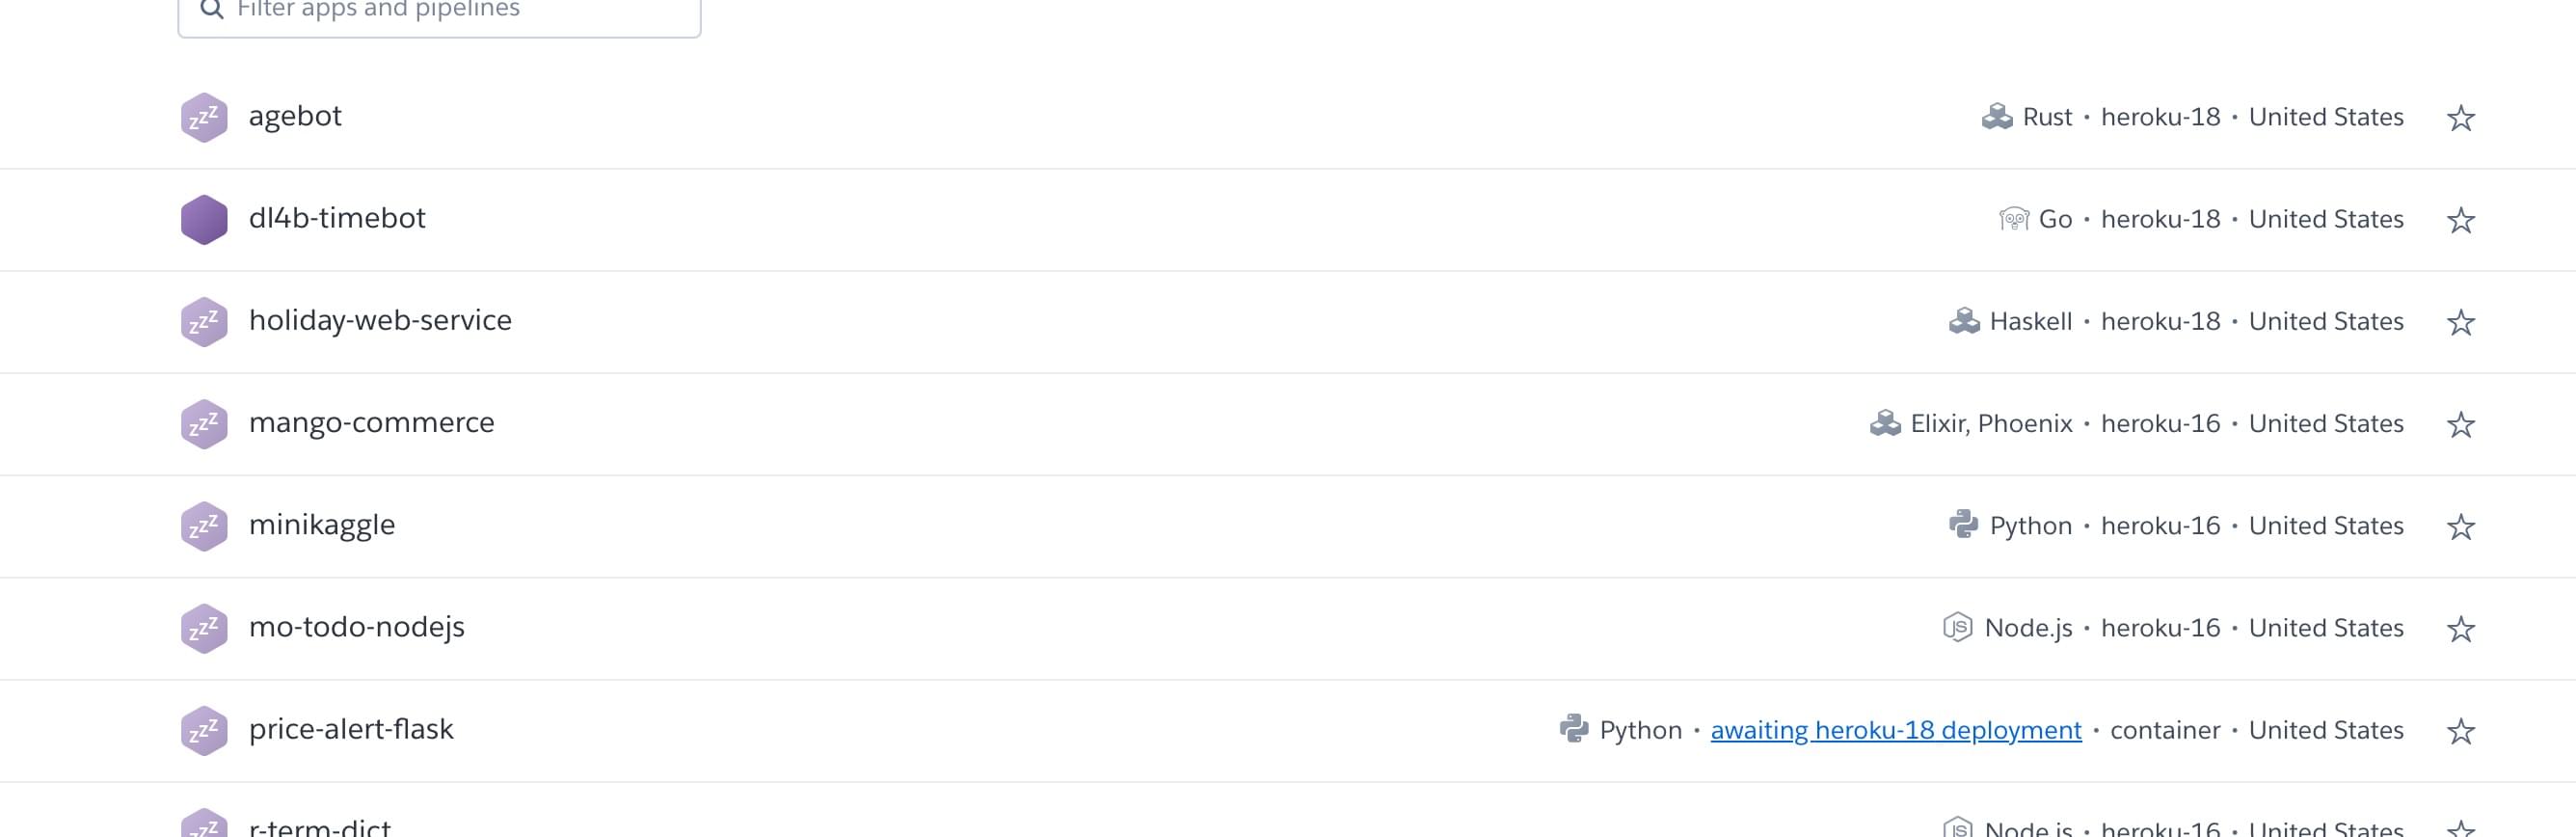 Filter apps and pipelines
zzZ agebot Rust • heroku-18 • United States
dl4b-timebot Go • heroku-18 • United States
zzZ holiday-web-service Haskell • heroku-18 • United States
zzZ mango-commerce Elixir, Phoenix • heroku-16 • United States
zzZ minikaggle Python • heroku-16 • United States
zzZ mo-todo-nodejs JS Node.js • heroku-16 • United States
zzZ price-alert-flask Python • awaiting heroku-18 deployment • container • United States
zzZ r-term-dict JS Node.js • heroku-16 • United States